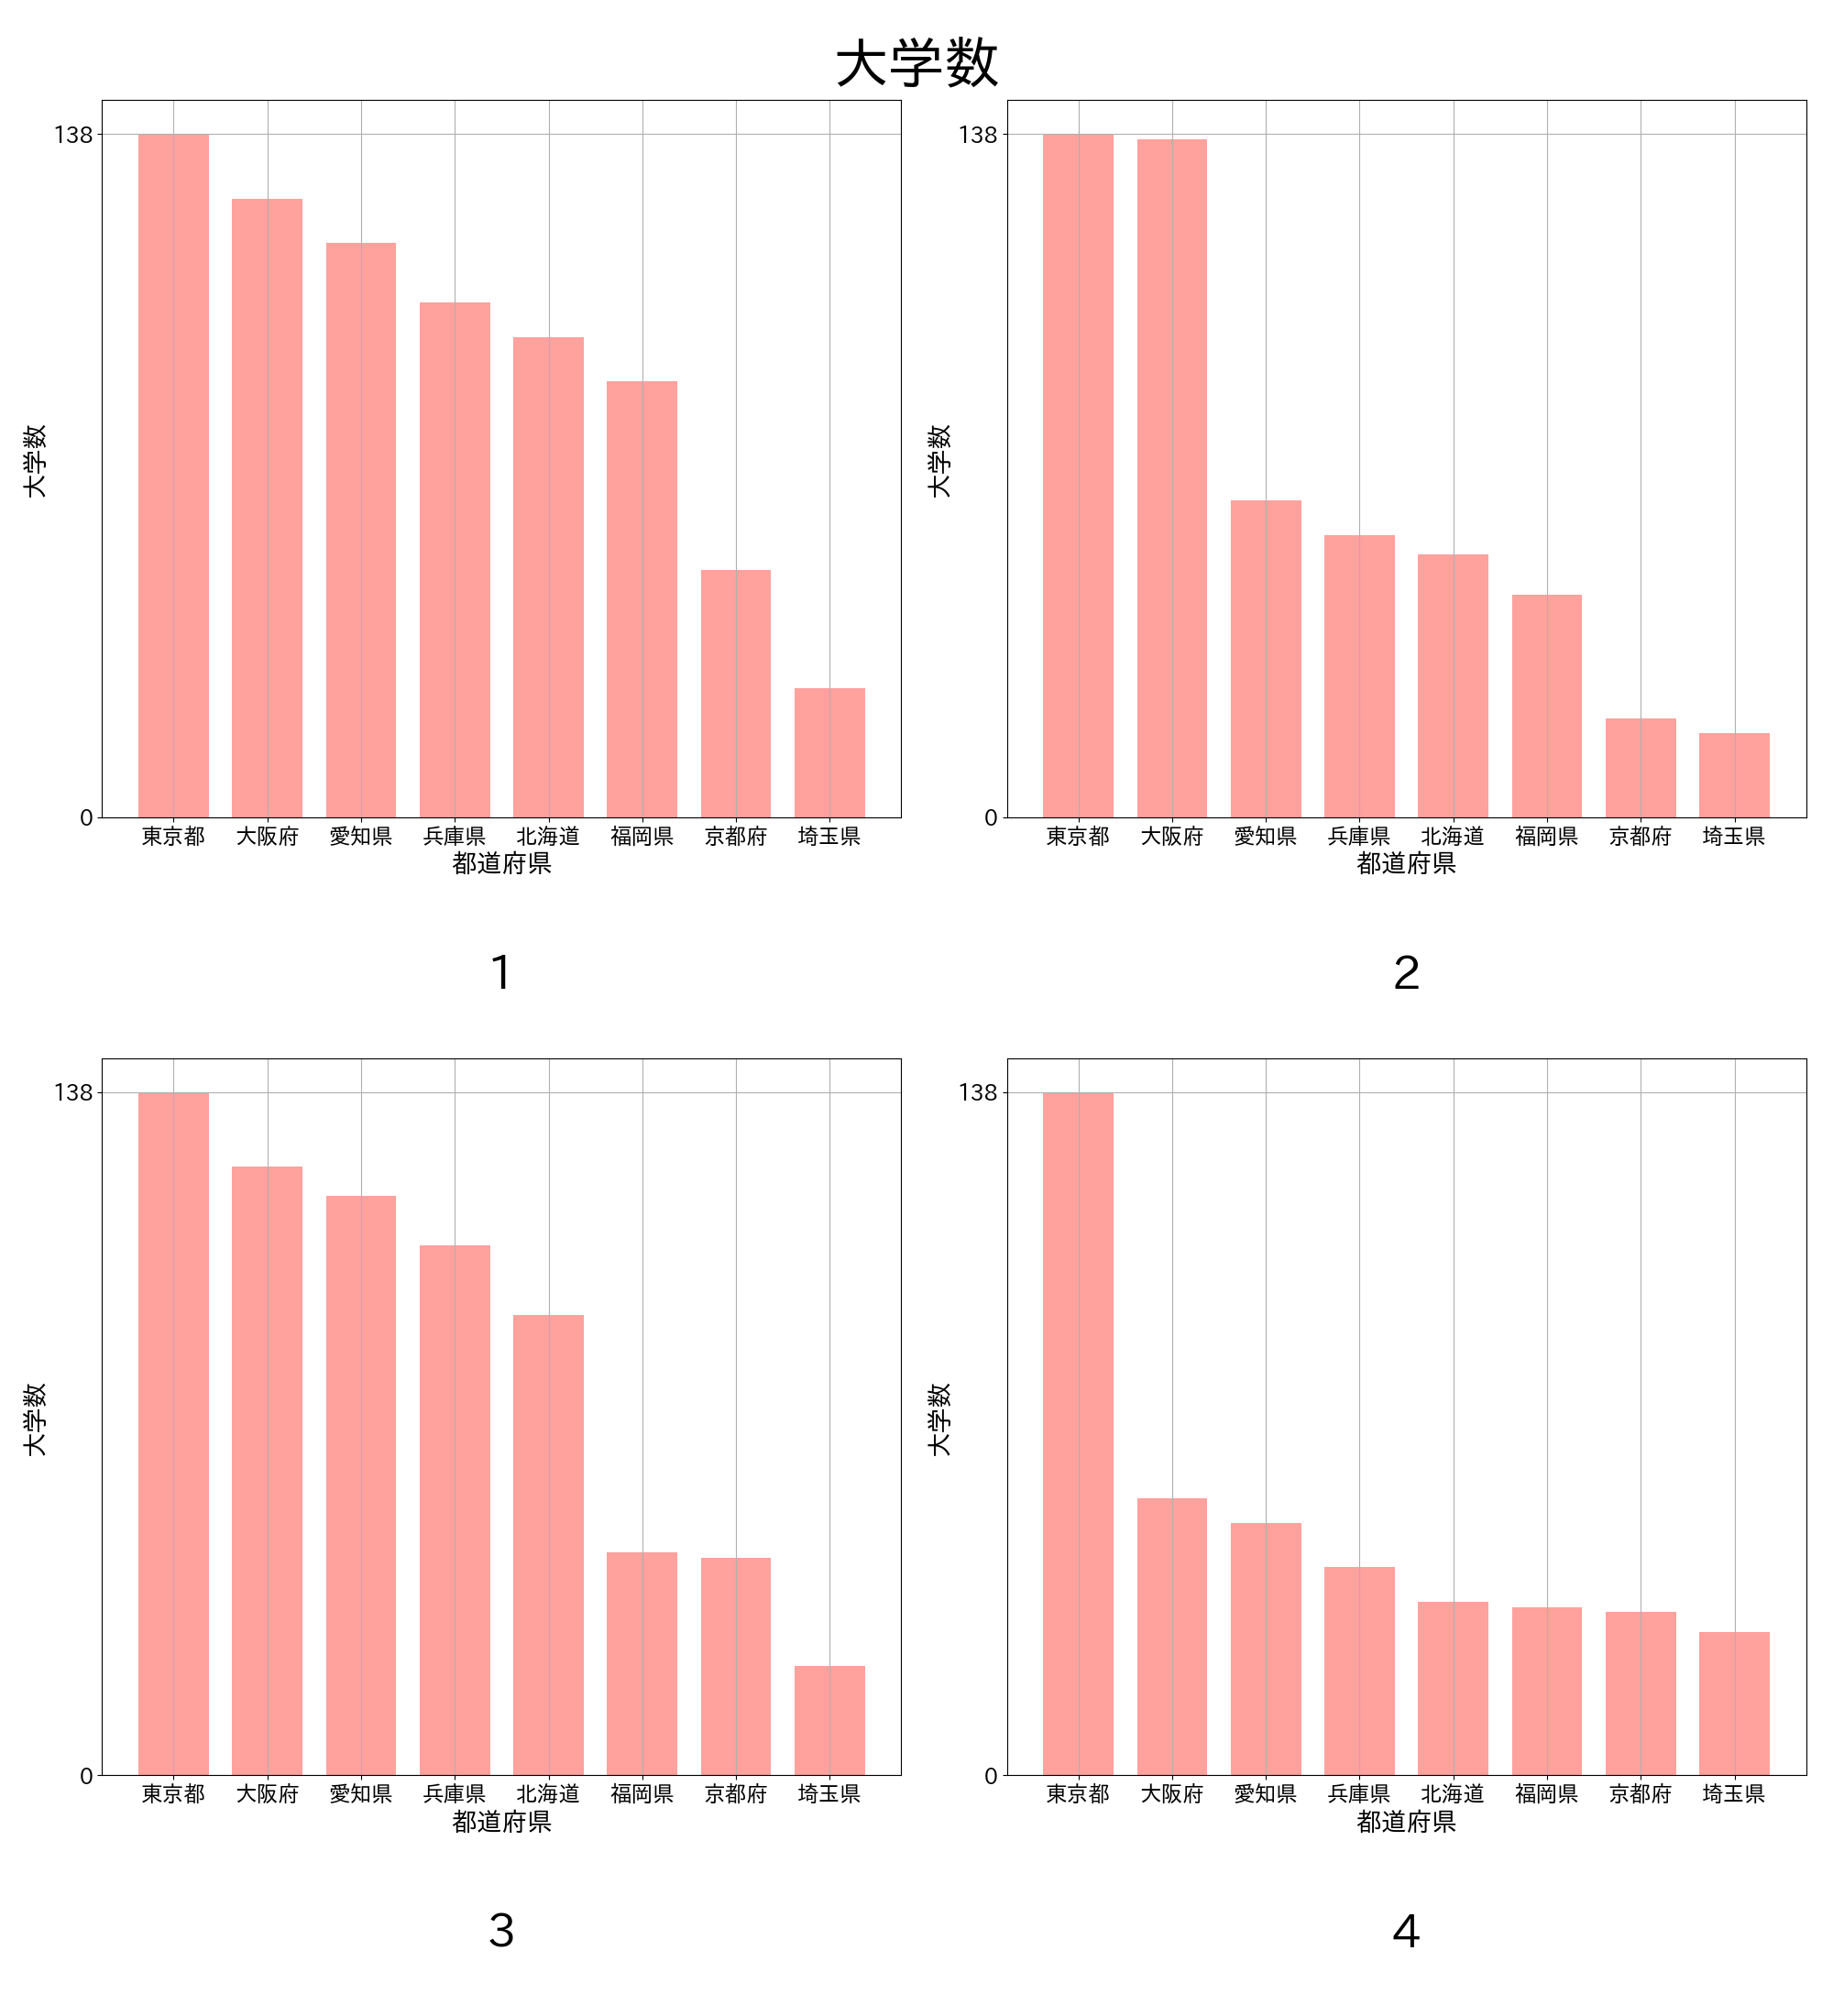 大学数
138
0
大学数
東京都 大阪府 愛知県 兵庫県 北海道 福岡県 京都府 埼玉県
都道府県
1
138
0
大学数
東京都 大阪府 愛知県 兵庫県 北海道 福岡県 京都府 埼玉県
都道府県
2
138
0
大学数
東京都 大阪府 愛知県 兵庫県 北海道 福岡県 京都府 埼玉県
都道府県
3
138
0
大学数
東京都 大阪府 愛知県 兵庫県 北海道 福岡県 京都府 埼玉県
都道府県
4